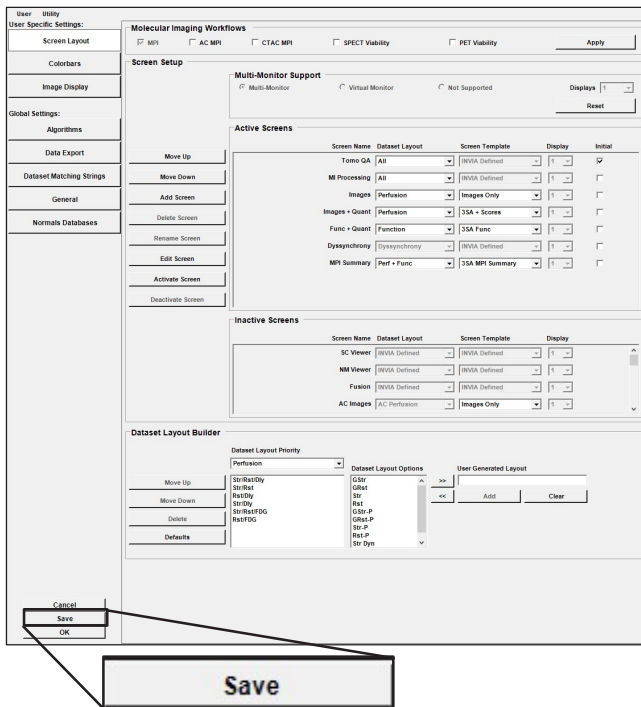 User Utility
User Specific Settings:
Screen Layout
Colorbars
Image Display
Global Settings:
Algorithms
Data Export
Dataset Matching Strings
General
Normals Databases
Molecular Imaging Workflows
MPI AC MPI CTAC MPI SPECT Viability PET Viability Apply
Screen Setup
Multi-Monitor Support
Multi-Monitor Virtual Monitor Not Supported Displays 1
Reset
Active Screens
Screen Name Dataset Layout Screen Template Display Initial
Move Up
Move Down
Add Screen
Delete Screen
Rename Screen
Edit Screen
Activate Screen
Deactivate Screen
Tomo QA All INVIA Defined 1
MI Processing All INVIA Defined 1
Images Perfusion Images Only 1
Images + Quant Perfusion 3SA + Scores 1
Func + Quant Function 3SA Func 1
Dyssynchrony Dyssynchrony INVIA Defined 1
MPI Summary Perf + Func 3SA MPI Summary 1
Inactive Screens
Screen Name Dataset Layout Screen Template Display
SC Viewer INVIA Defined INVIA Defined 1
NM Viewer INVIA Defined INVIA Defined 1
Fusion INVIA Defined INVIA Defined 1
AC Images AC Perfusion Images Only 1
Dataset Layout Builder
Dataset Layout Priority
Perfusion
Move Up
Move Down
Delete
Defaults
Str/Rst/Dly
Str/Rst
Rst/Dly
Str/Dly
Str/Rst/FDG
Rst/FDG
Dataset Layout Options
GStr
GRst
Str
Rst
GStr-P
GRst-P
Str-P
Rst-P
Str Dyn
>>
<<
User Generated Layout
Add Clear
Cancel
Save
OK
Save